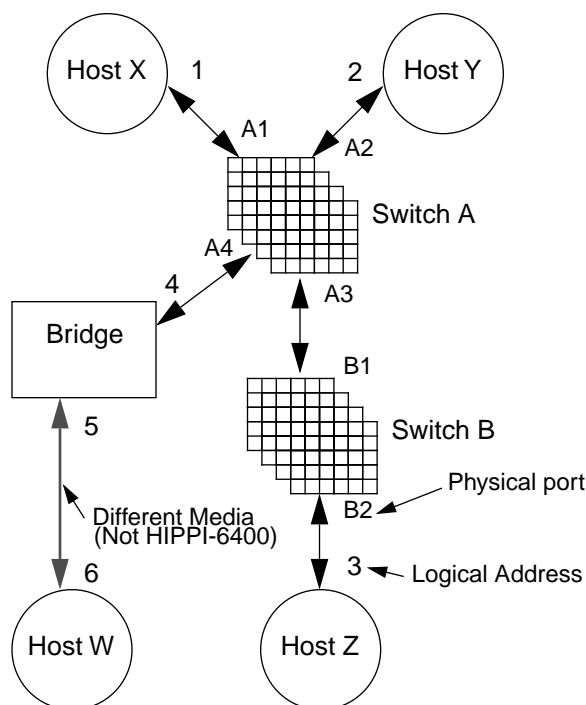 Host X
1
2
Host Y
A1
A2
Switch A
A4
4
A3
Bridge
B1
5
Switch B
Physical port
B2
Different Media
(Not HIPPI-6400)
6
3
Logical Address
Host W
Host Z